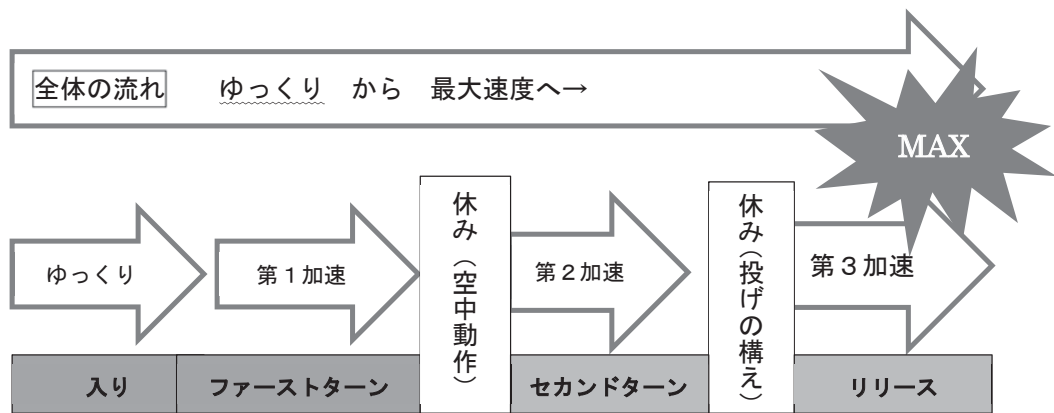 全体の流れ　ゆっくり　から　最大速度へ→
MAX
ゆっくり
第1加速
休み（空中動作）
第2加速
休み（投げの構え）
第3加速
入り
ファーストターン
セカンドターン
リリース